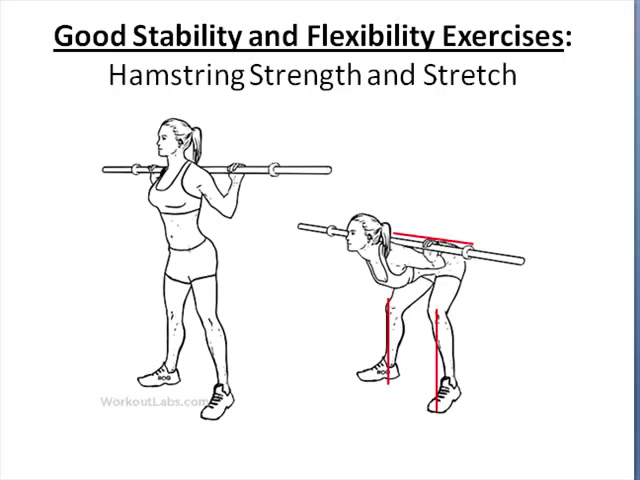 Good Stability and Flexibility Exercises:
Hamstring Strength and Stretch
WorkoutLabs.com